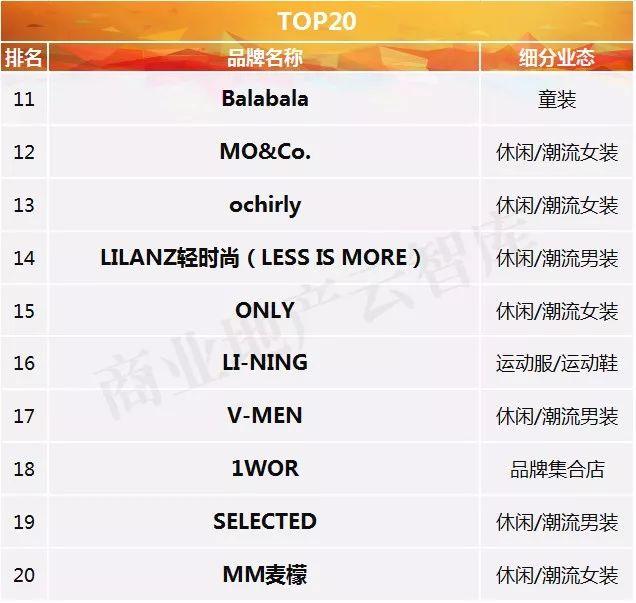 TOP20
排名 品牌名称 细分业态
11 Balabala 童装
12 MO&Co. 休闲/潮流女装
13 ochirly 休闲/潮流女装
14 LILANZ轻时尚（LESS IS MORE） 休闲/潮流男装
15 ONLY 休闲/潮流女装
16 LI-NING 运动服/运动鞋
17 V-MEN 休闲/潮流男装
18 1WOR 品牌集合店
19 SELECTED 休闲/潮流男装
20 MM麦檬 休闲/潮流女装
商业地产云智库